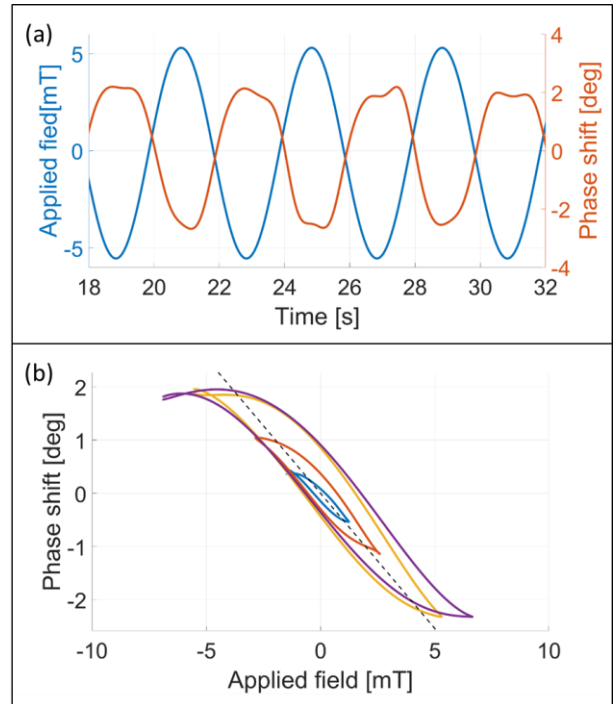 (a)
5
0
-5
Applied fied[mT]
4
2
0
-2
-4
Phase shift [deg]
18 20 22 24 26 28 30 32
Time [s]
(b)
2
1
0
-1
-2
Phase shift [deg]
-10 -5 0 5 10
Applied field [mT]